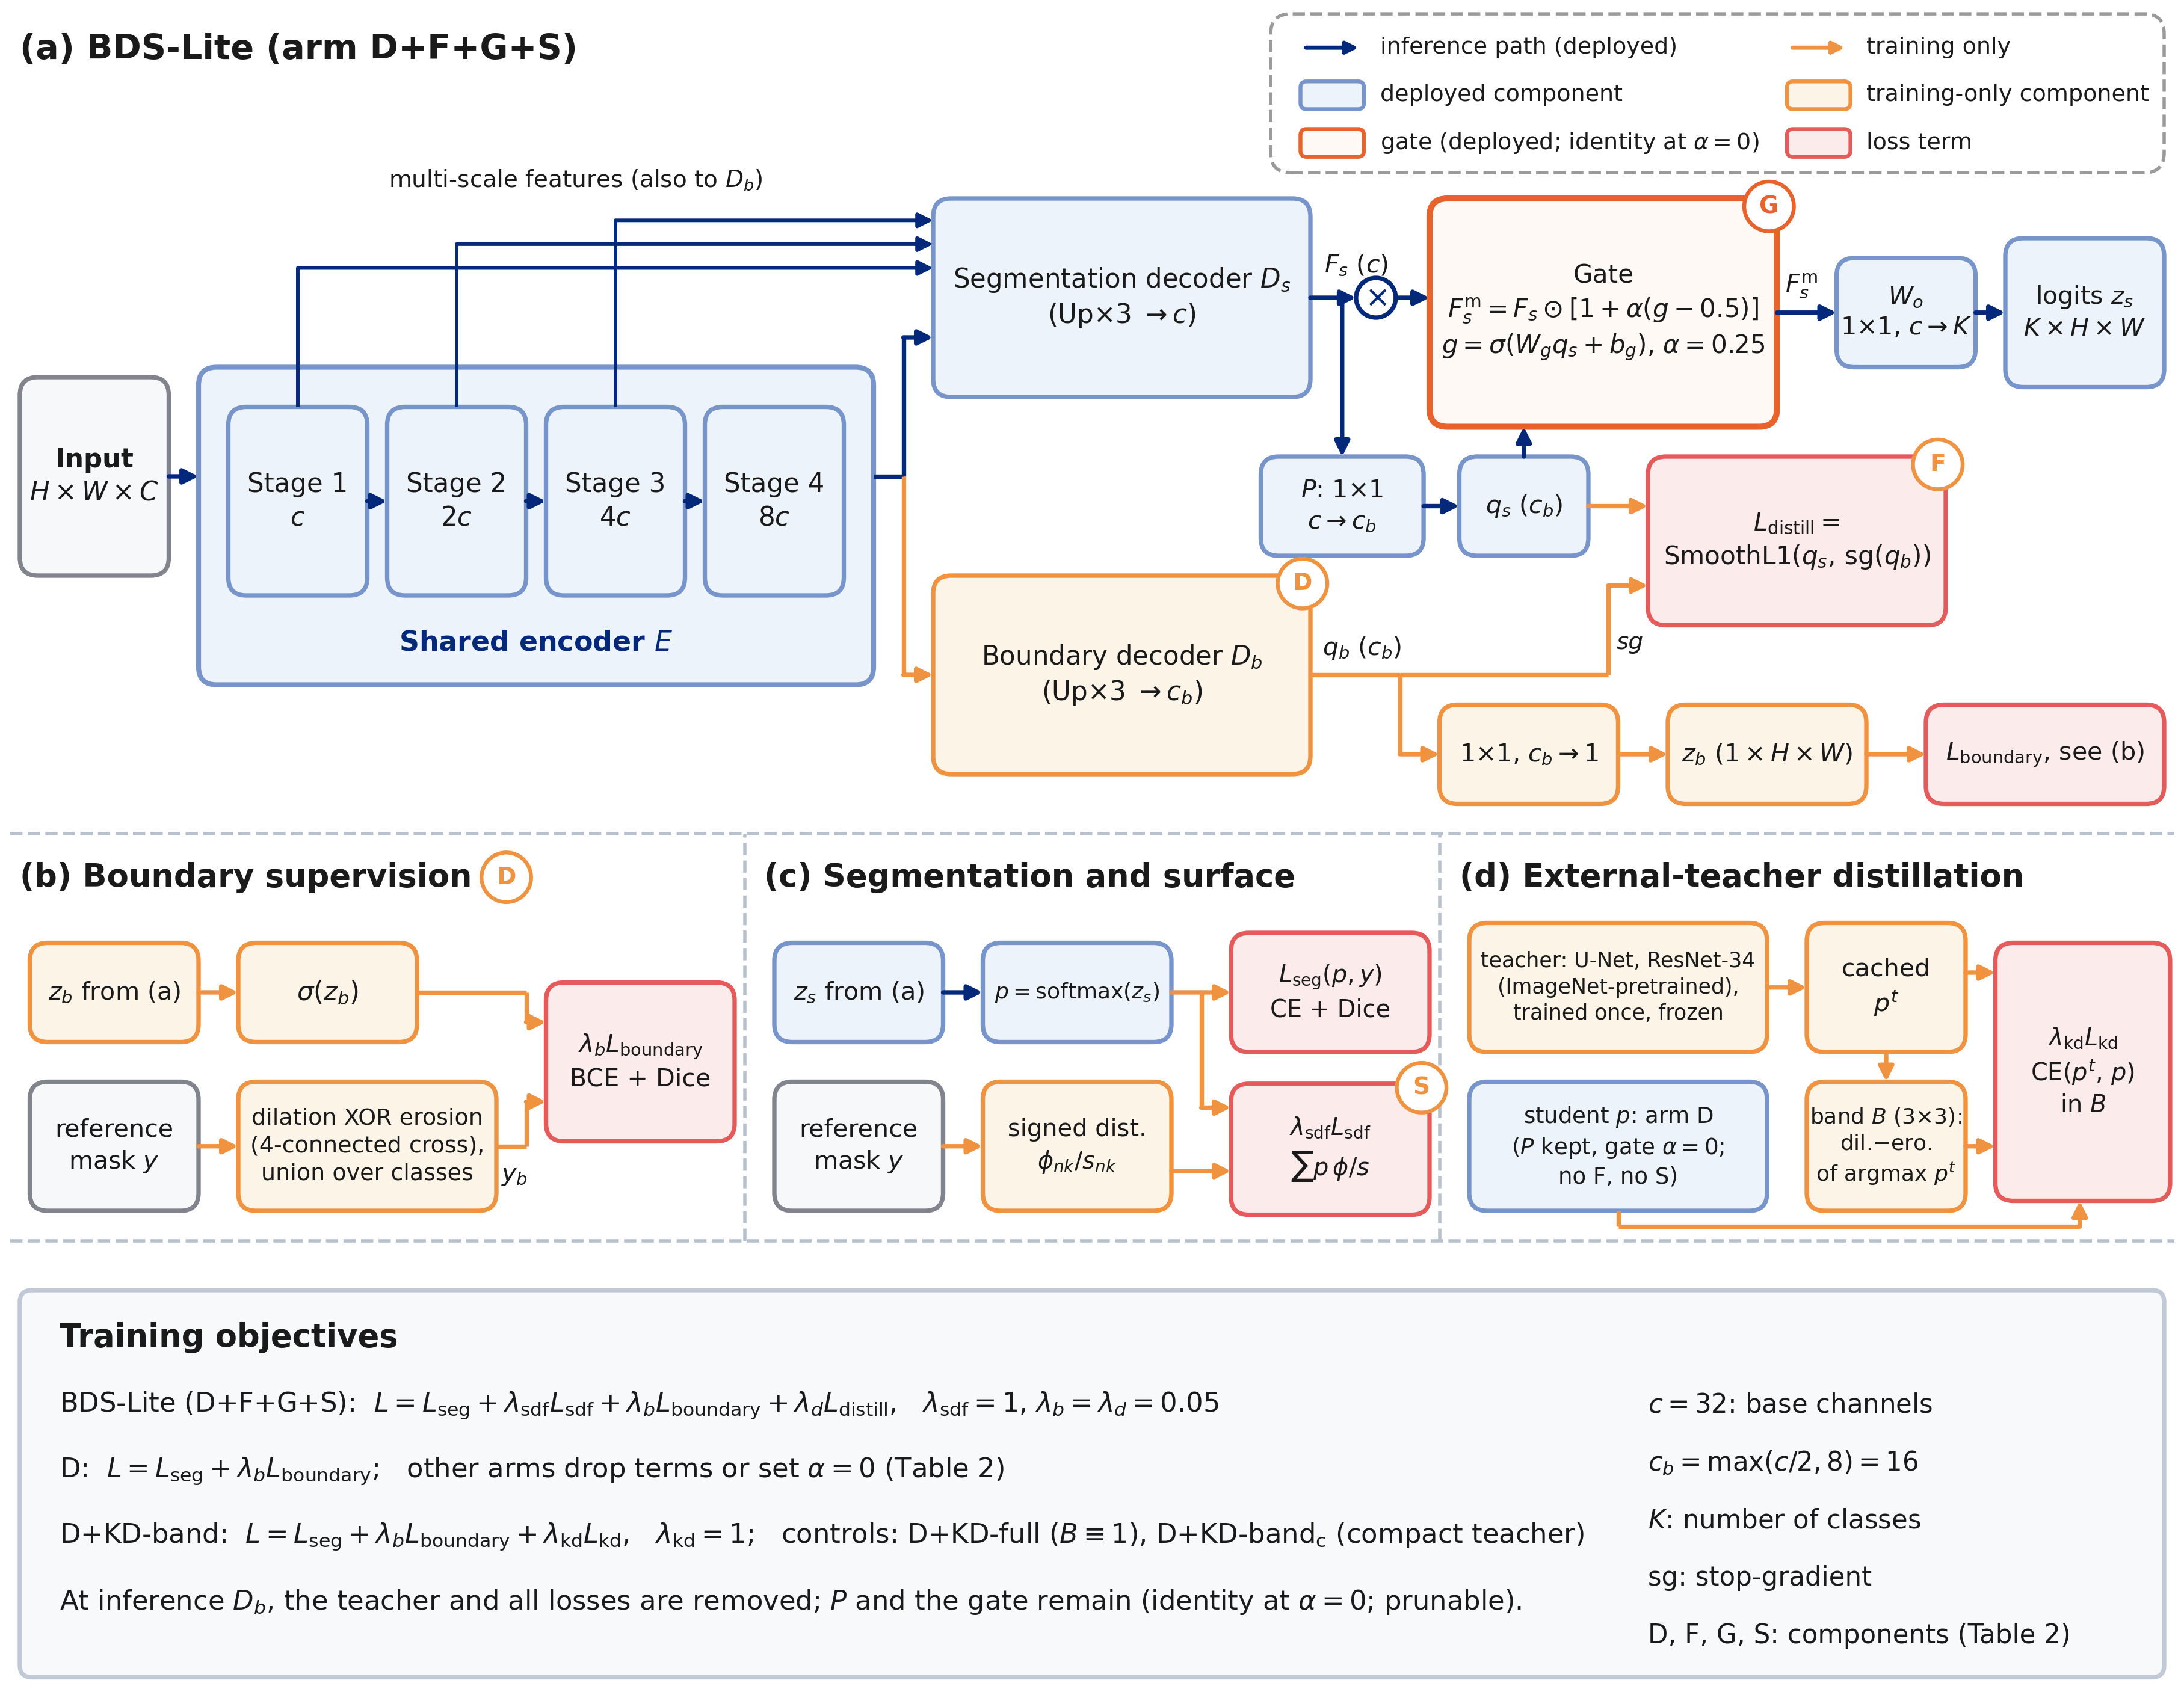 (a) BDS-Lite (arm D+F+G+S)
inference path (deployed)
training only
deployed component
training-only component
gate (deployed; identity at α = 0)
loss term
multi-scale features (also to D_b)
Input
H × W × C
Stage 1
c
Stage 2
2c
Stage 3
4c
Stage 4
8c
Shared encoder E
Segmentation decoder D_s
(Up×3 → c)
F_s (c)
×
G
Gate
F_s^m = F_s ⊙ [1 + α(g − 0.5)]
g = σ(W_g q_s + b_g), α = 0.25
F_s^m
W_o
1×1, c → K
logits z_s
K × H × W
P: 1×1
c → c_b
q_s (c_b)
F
L_distill =
SmoothL1(q_s, sg(q_b))
D
Boundary decoder D_b
(Up×3 → c_b)
q_b (c_b)
sg
1×1, c_b → 1
z_b (1 × H × W)
L_boundary, see (b)
(b) Boundary supervision D
z_b from (a)
σ(z_b)
reference
mask y
dilation XOR erosion
(4-connected cross),
union over classes
y_b
λ_b L_boundary
BCE + Dice
(c) Segmentation and surface
z_s from (a)
p = softmax(z_s)
L_seg(p, y)
CE + Dice
reference
mask y
signed dist.
ϕ_nk/s_nk
S
λ_sdf L_sdf
∑p ϕ/s
(d) External-teacher distillation
teacher: U-Net, ResNet-34
(ImageNet-pretrained),
trained once, frozen
cached
p^t
student p: arm D
(P kept, gate α = 0;
no F, no S)
band B (3×3):
dil.−ero.
of argmax p^t
λ_kd L_kd
CE(p^t, p)
in B
Training objectives
BDS-Lite (D+F+G+S): L = L_seg + λ_sdf L_sdf + λ_b L_boundary + λ_d L_distill, λ_sdf = 1, λ_b = λ_d = 0.05
D: L = L_seg + λ_b L_boundary; other arms drop terms or set α = 0 (Table 2)
D+KD-band: L = L_seg + λ_b L_boundary + λ_kd L_kd, λ_kd = 1; controls: D+KD-full (B ≡ 1), D+KD-band_c (compact teacher)
At inference D_b, the teacher and all losses are removed; P and the gate remain (identity at α = 0; prunable).
c = 32: base channels
c_b = max(c/2, 8) = 16
K: number of classes
sg: stop-gradient
D, F, G, S: components (Table 2)